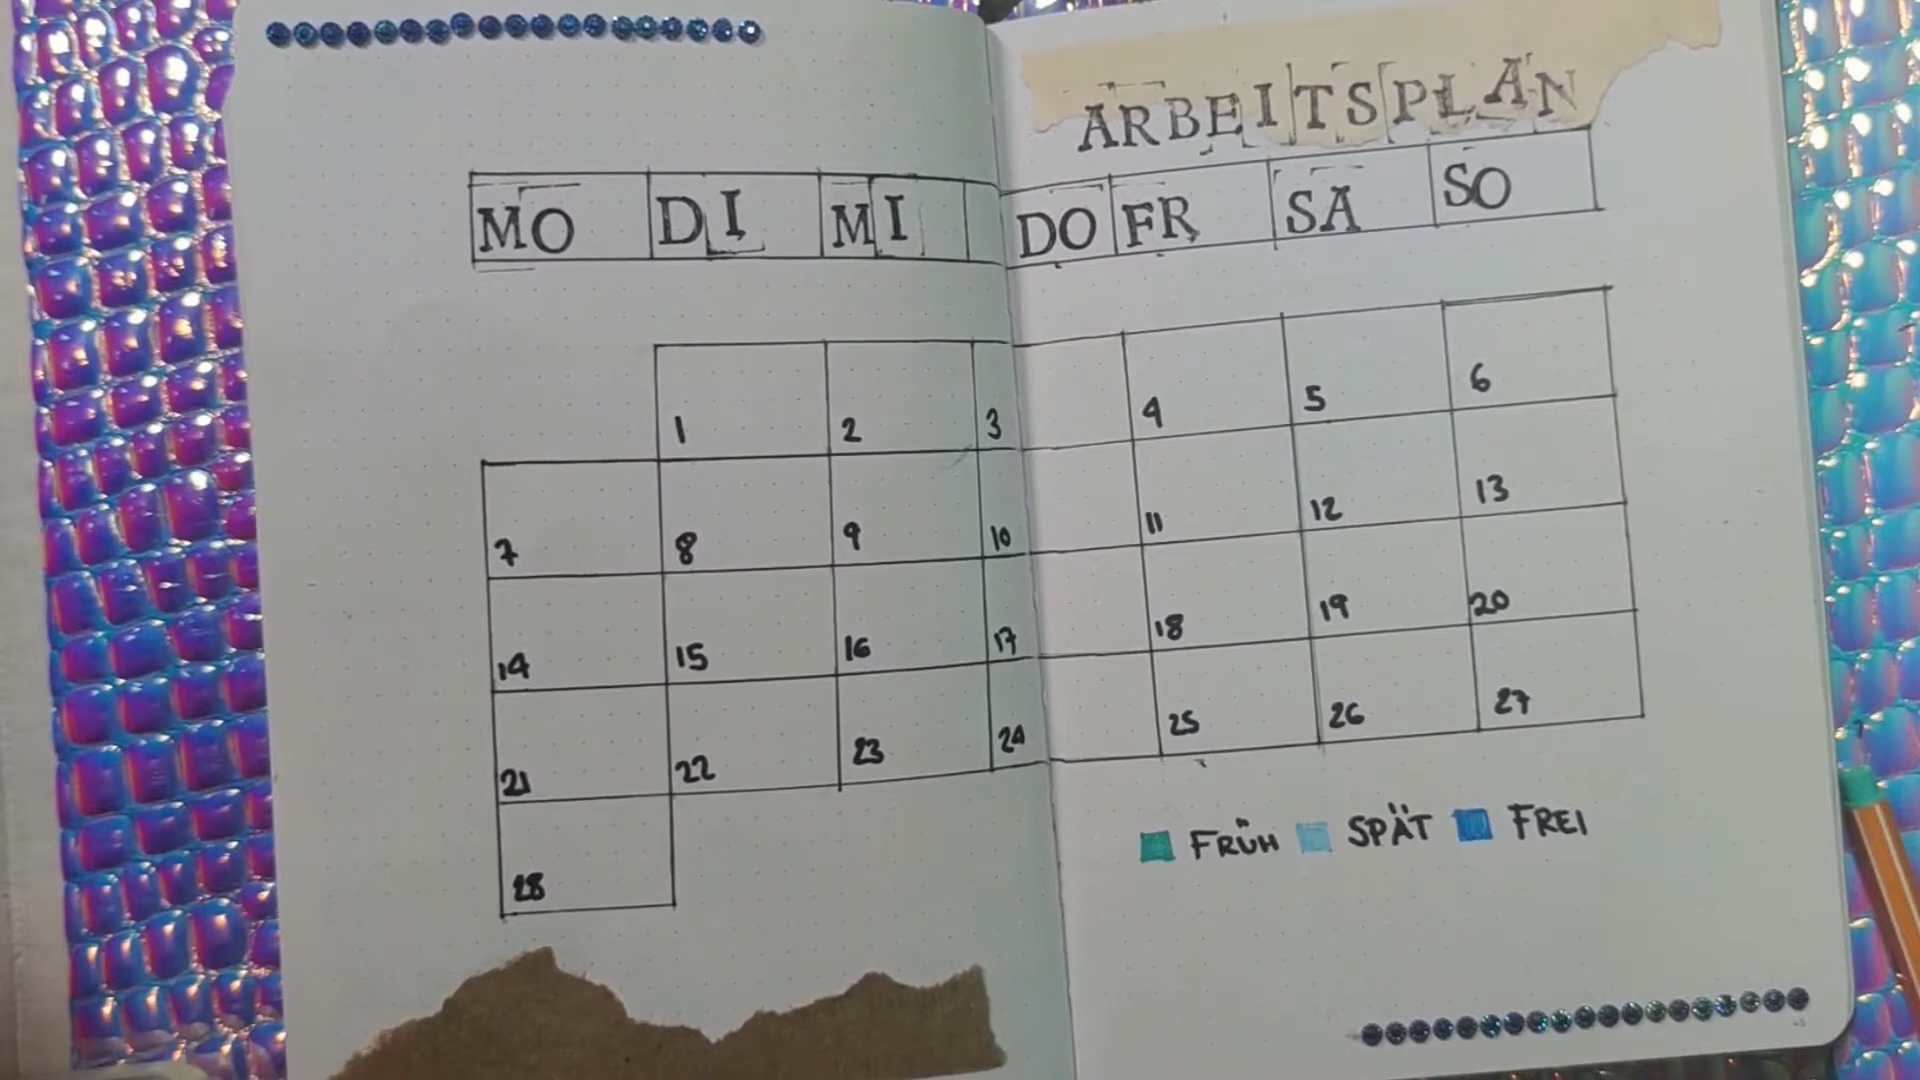 ARBEITSPLAN
MO DI MI DO FR SA SO
1 2 3 4 5 6
7 8 9 10 11 12 13
14 15 16 17 18 19 20
21 22 23 24 25 26 27
28
FRÜH SPÄT FREI